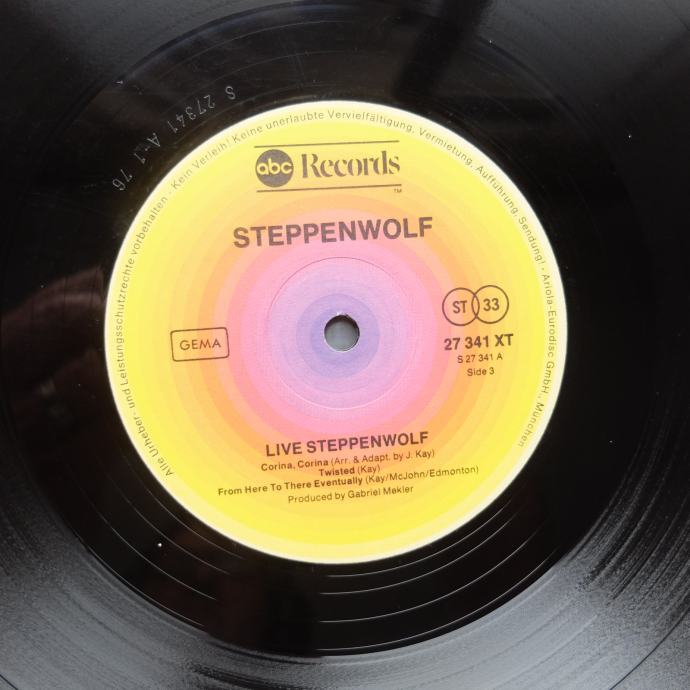 S 27341 A-1 76
Alle Urheber- und Leistungsschutzrechte vorbehalten - Kein Verleih! Keine unerlaubte Vervielfältigung, Vermietung, Aufführung, Sendung! - Ariola-Eurodisc GmbH., München
abc Records
TM
STEPPENWOLF
ST 33
GEMA
27 341 XT
S 27 341 A
Side 3
LIVE STEPPENWOLF
Corina, Corina (Arr. & Adapt. by J. Kay)
Twisted (Kay)
From Here To There Eventually (Kay/McJohn/Edmonton)
Produced by Gabriel Mekler